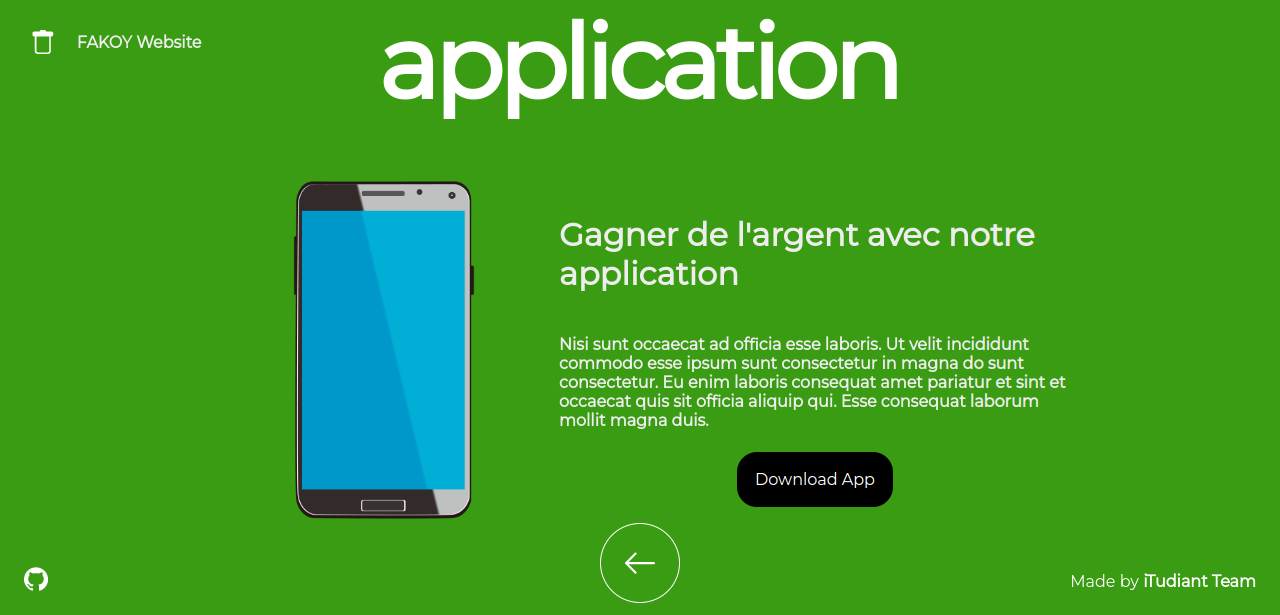 FAKOY Website
application
Gagner de l'argent avec notre
application
Nisi sunt occaecat ad officia esse laboris. Ut velit incididunt
commodo esse ipsum sunt consectetur in magna do sunt
consectetur. Eu enim laboris consequat amet pariatur et sint et
occaecat quis sit officia aliquip qui. Esse consequat laborum
mollit magna duis.
Download App
Made by iTudiant Team